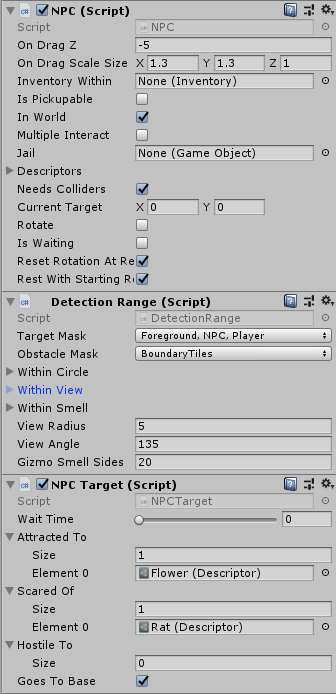 NPC (Script)
Script NPC
On Drag Z -5
On Drag Scale Size X 1.3 Y 1.3 Z 1
Inventory Within None (Inventory)
Is Pickupable
In World
Multiple Interact
Jail None (Game Object)
Descriptors
Needs Colliders
Current Target X 0 Y 0
Rotate
Is Waiting
Reset Rotation At Re
Rest With Starting R
Detection Range (Script)
Script DetectionRange
Target Mask Foreground, NPC, Player
Obstacle Mask BoundaryTiles
Within Circle
Within View
Within Smell
View Radius 5
View Angle 135
Gizmo Smell Sides 20
NPC Target (Script)
Script NPCTarget
Wait Time 0
Attracted To
Size 1
Element 0 Flower (Descriptor)
Scared Of
Size 1
Element 0 Rat (Descriptor)
Hostile To
Size 0
Goes To Base